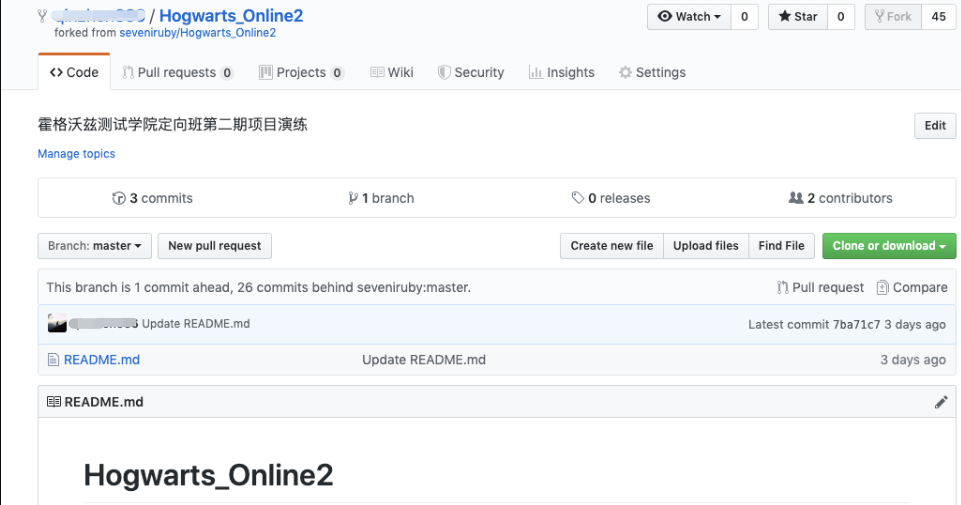 / Hogwarts_Online2
Watch 0 Star 0 Fork 45
forked from seveniruby/Hogwarts_Online2
Code Pull requests 0 Projects 0 Wiki Security Insights Settings
霍格沃兹测试学院定向班第二期项目演练
Edit
Manage topics
3 commits 1 branch 0 releases 2 contributors
Branch: master New pull request Create new file Upload files Find File Clone or download
This branch is 1 commit ahead, 26 commits behind seveniruby:master. Pull request Compare
Update README.md Latest commit 7ba71c7 3 days ago
README.md Update README.md 3 days ago
README.md
Hogwarts_Online2